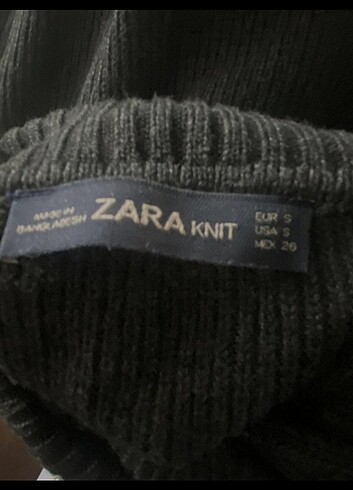 MADE IN
BANGLADESH
ZARA KNIT
EUR S
USA S
MEX 26